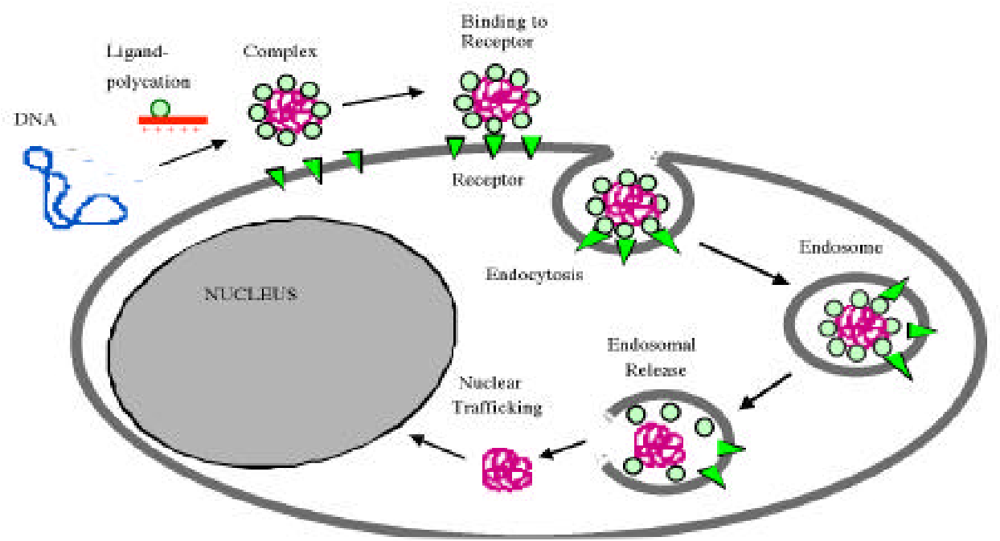 Binding to
Receptor
Ligand-
polycation
Complex
DNA
+ + + + + +
Receptor
Endosome
Endocytosis
NUCLEUS
Endosomal
Release
Nuclear
Trafficking